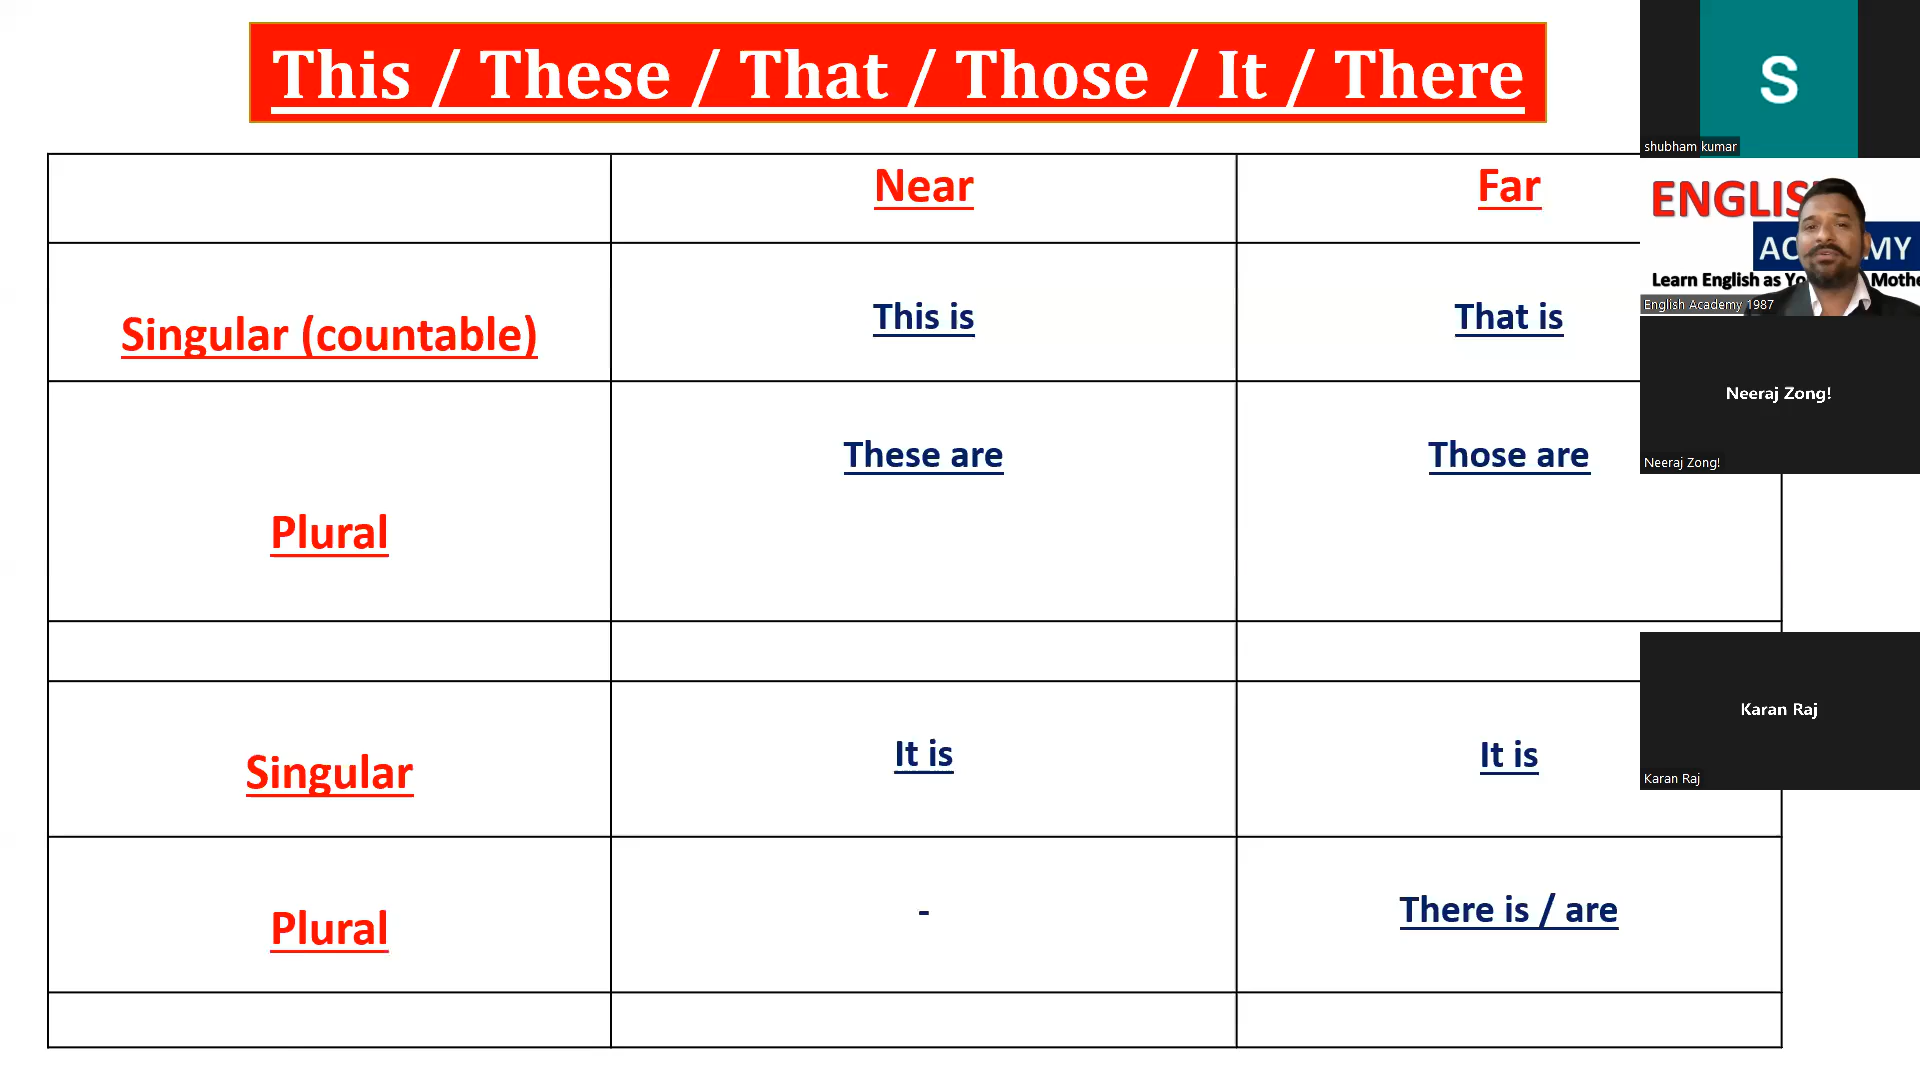 This / These / That / Those / It / There
Near
Far
Singular (countable)
This is
That is
Plural
These are
Those are
Singular
It is
It is
Plural
-
There is / are
S
shubham kumar
ENGLIS
AC MY
Learn English as Yo Mothe
English Academy 1987
Neeraj Zong!
Neeraj Zong!
Karan Raj
Karan Raj